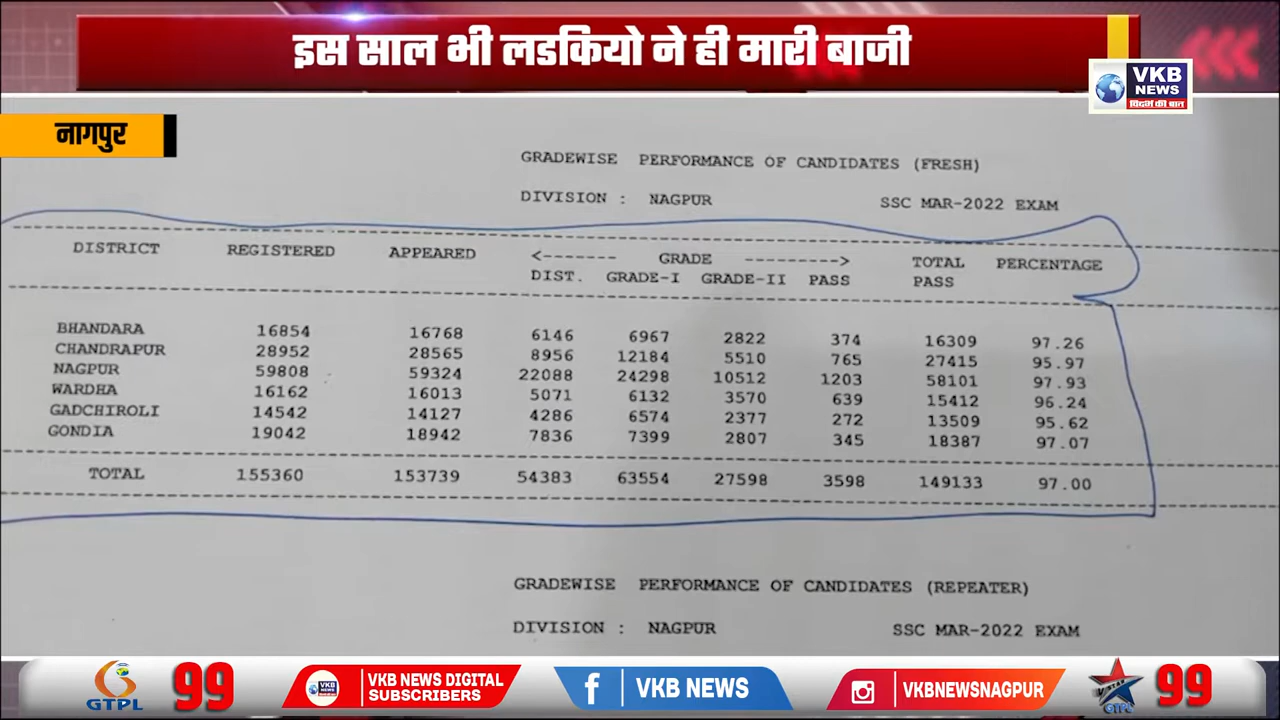 इस साल भी लडकियो ने ही मारी बाजी
VKB
NEWS
विदर्भ की बात
नागपुर
GRADEWISE PERFORMANCE OF CANDIDATES (FRESH)
DIVISION : NAGPUR SSC MAR-2022 EXAM
DISTRICT REGISTERED APPEARED <------- GRADE ---------> TOTAL PERCENTAGE
DIST. GRADE-I GRADE-II PASS PASS
BHANDARA 16854 16768 6146 6967 2822 374 16309 97.26
CHANDRAPUR 28952 28565 8956 12184 5510 765 27415 95.97
NAGPUR 59808 59324 22088 24298 10512 1203 58101 97.93
WARDHA 16162 16013 5071 6132 3570 639 15412 96.24
GADCHIROLI 14542 14127 4286 6574 2377 272 13509 95.62
GONDIA 19042 18942 7836 7399 2807 345 18387 97.07
TOTAL 155360 153739 54383 63554 27598 3598 149133 97.00
GRADEWISE PERFORMANCE OF CANDIDATES (REPEATER)
DIVISION : NAGPUR SSC MAR-2022 EXAM
GTPL 99
VKB NEWS DIGITAL
SUBSCRIBERS
VKB NEWS
VKBNEWSNAGPUR
V STAR
GTPL 99